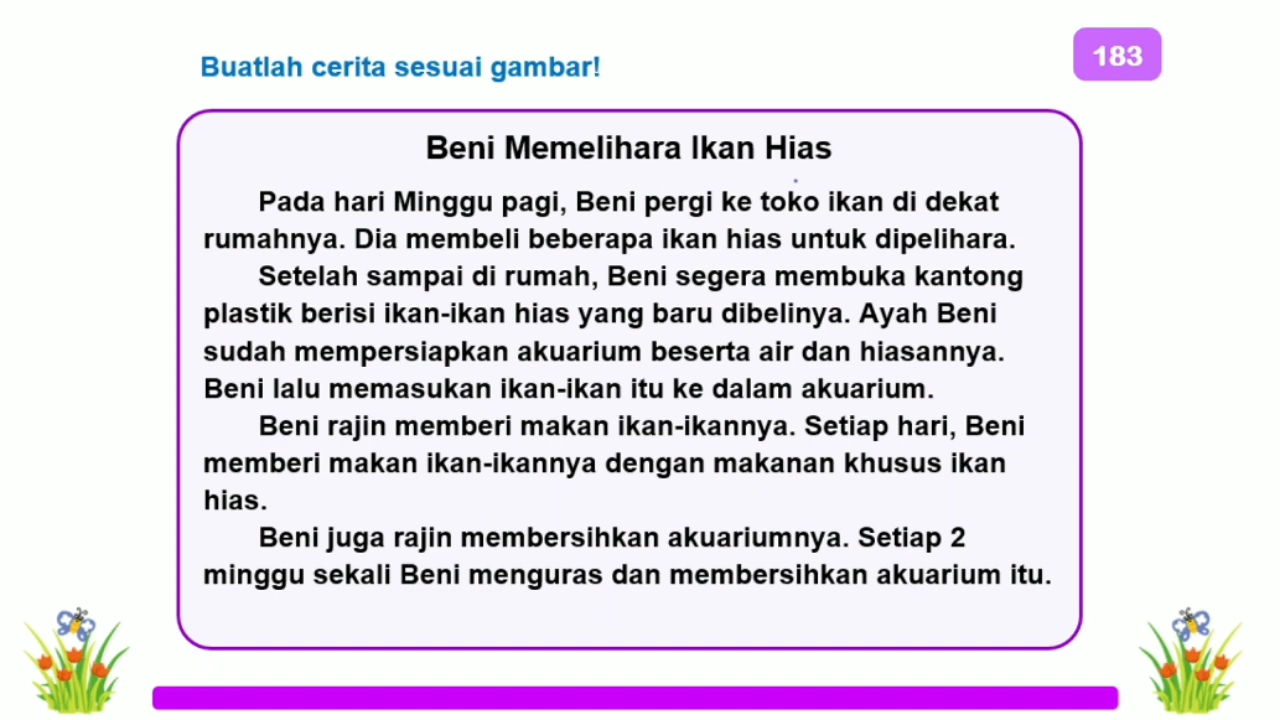 Buatlah cerita sesuai gambar!
183
Beni Memelihara Ikan Hias
Pada hari Minggu pagi, Beni pergi ke toko ikan di dekat
rumahnya. Dia membeli beberapa ikan hias untuk dipelihara.
Setelah sampai di rumah, Beni segera membuka kantong
plastik berisi ikan-ikan hias yang baru dibelinya. Ayah Beni
sudah mempersiapkan akuarium beserta air dan hiasannya.
Beni lalu memasukan ikan-ikan itu ke dalam akuarium.
Beni rajin memberi makan ikan-ikannya. Setiap hari, Beni
memberi makan ikan-ikannya dengan makanan khusus ikan
hias.
Beni juga rajin membersihkan akuariumnya. Setiap 2
minggu sekali Beni menguras dan membersihkan akuarium itu.